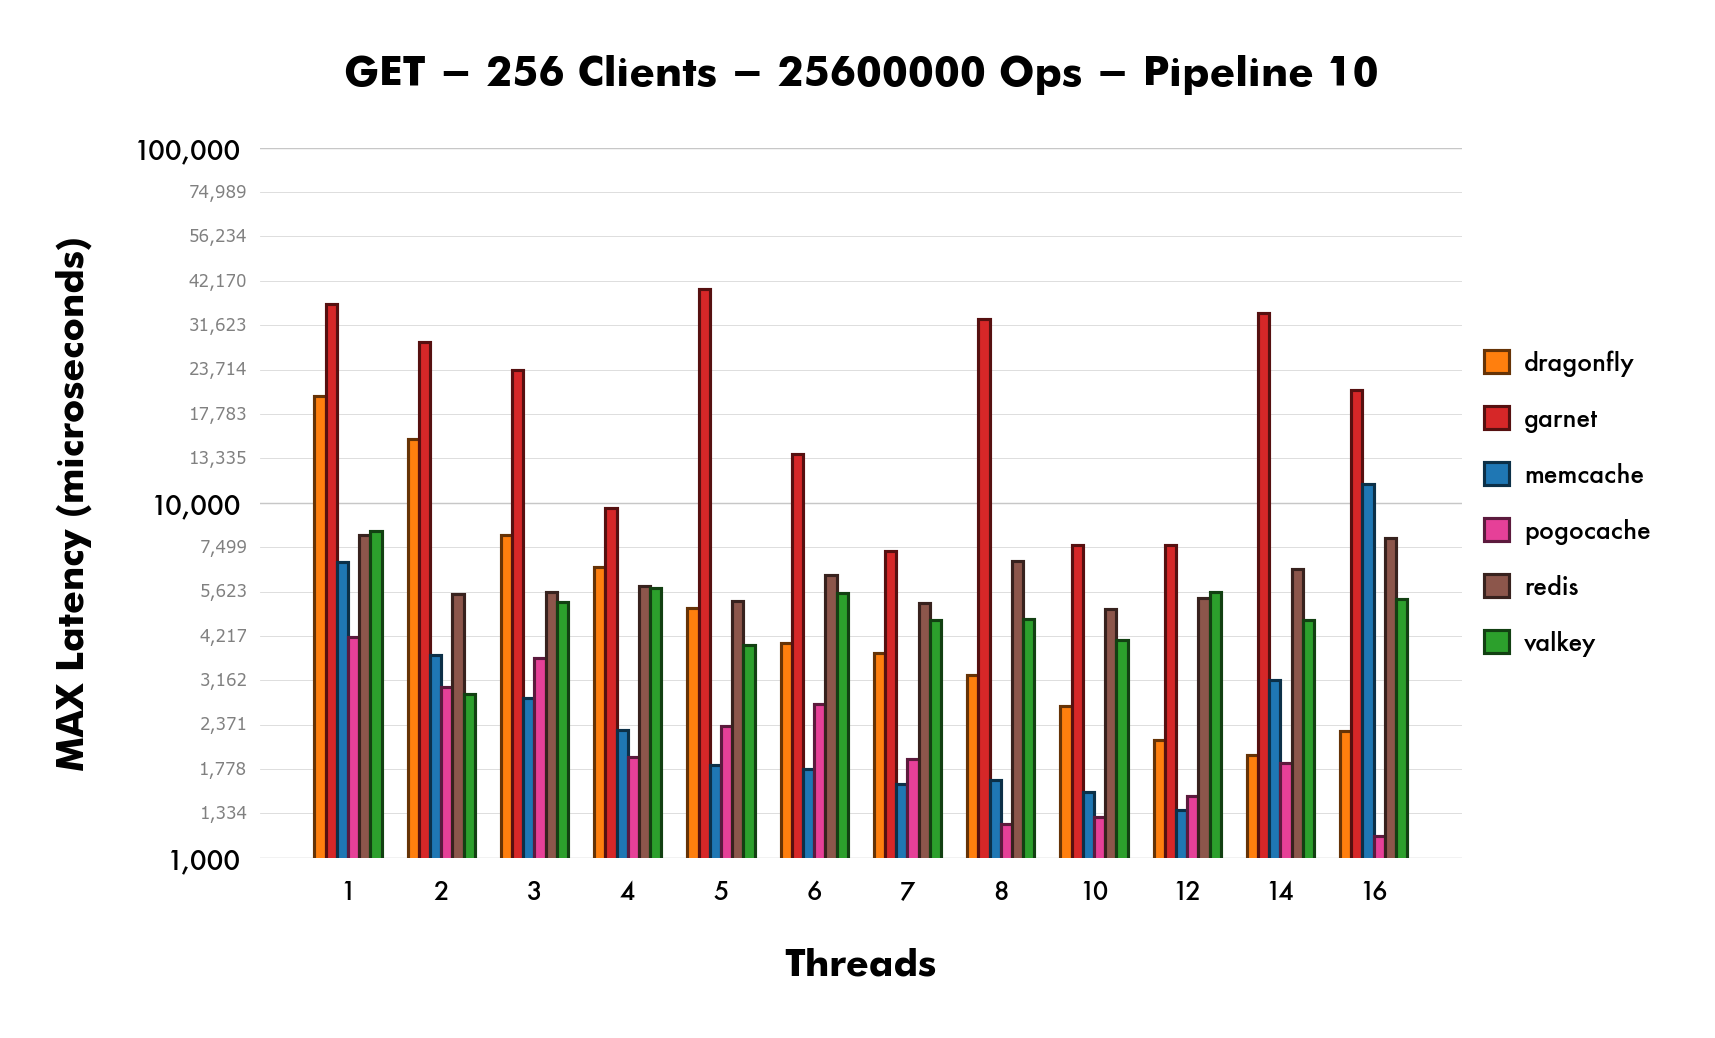 GET – 256 Clients – 25600000 Ops – Pipeline 10
MAX Latency (microseconds)
100,000
74,989
56,234
42,170
31,623
23,714
17,783
13,335
10,000
7,499
5,623
4,217
3,162
2,371
1,778
1,334
1,000
dragonfly
garnet
memcache
pogocache
redis
valkey
1 2 3 4 5 6 7 8 10 12 14 16
Threads